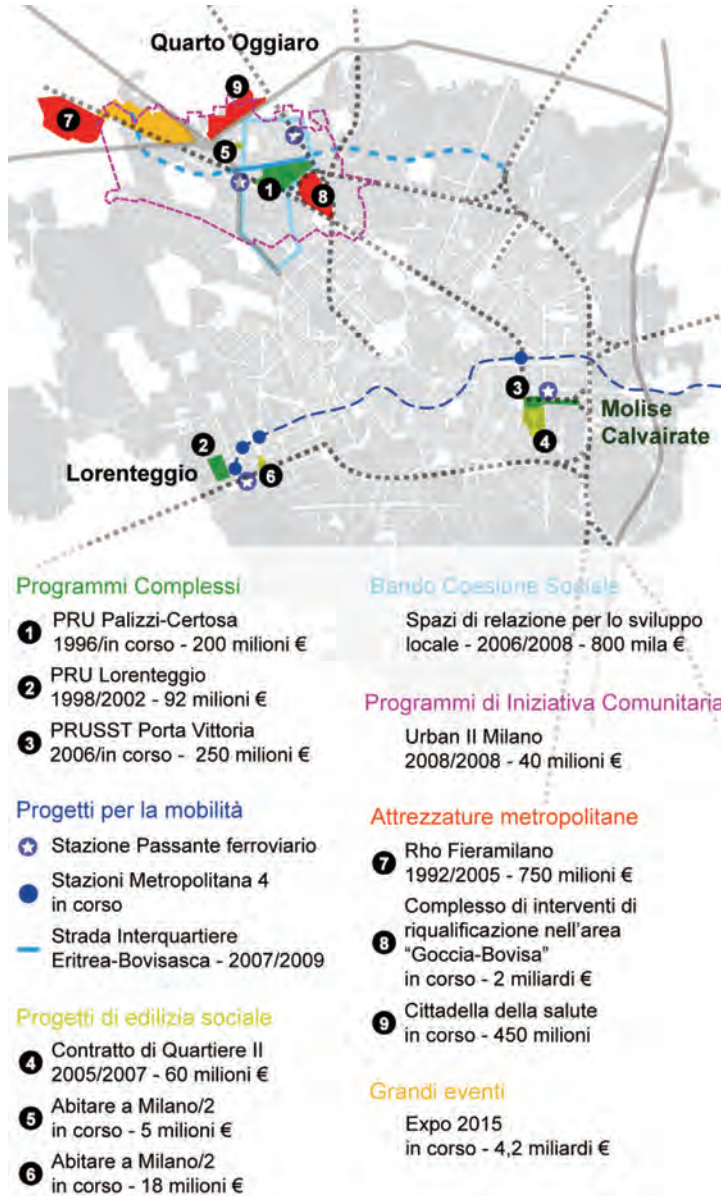 Quarto Oggiaro
9
7
5
1
8
3
Molise
Calvairate
2
4
Lorenteggio
6
Programmi Complessi
1 PRU Palizzi-Certosa
1996/in corso - 200 milioni €
2 PRU Lorenteggio
1998/2002 - 92 milioni €
3 PRUSST Porta Vittoria
2006/in corso - 250 milioni €
Progetti per la mobilità
Stazione Passante ferroviario
Stazioni Metropolitana 4
in corso
Strada Interquartiere
Eritrea-Bovisasca - 2007/2009
Progetti di edilizia sociale
4 Contratto di Quartiere II
2005/2007 - 60 milioni €
5 Abitare a Milano/2
in corso - 5 milioni €
6 Abitare a Milano/2
in corso - 18 milioni €
Bando Coesione Sociale
Spazi di relazione per lo sviluppo
locale - 2006/2008 - 800 mila €
Programmi di Iniziativa Comunitaria
Urban II Milano
2008/2008 - 40 milioni €
Attrezzature metropolitane
7 Rho Fieramilano
1992/2005 - 750 milioni €
Complesso di interventi di
8 riqualificazione nell'area
"Goccia-Bovisa"
in corso - 2 miliardi €
9 Cittadella della salute
in corso - 450 milioni
Grandi eventi
Expo 2015
in corso - 4,2 miliardi €